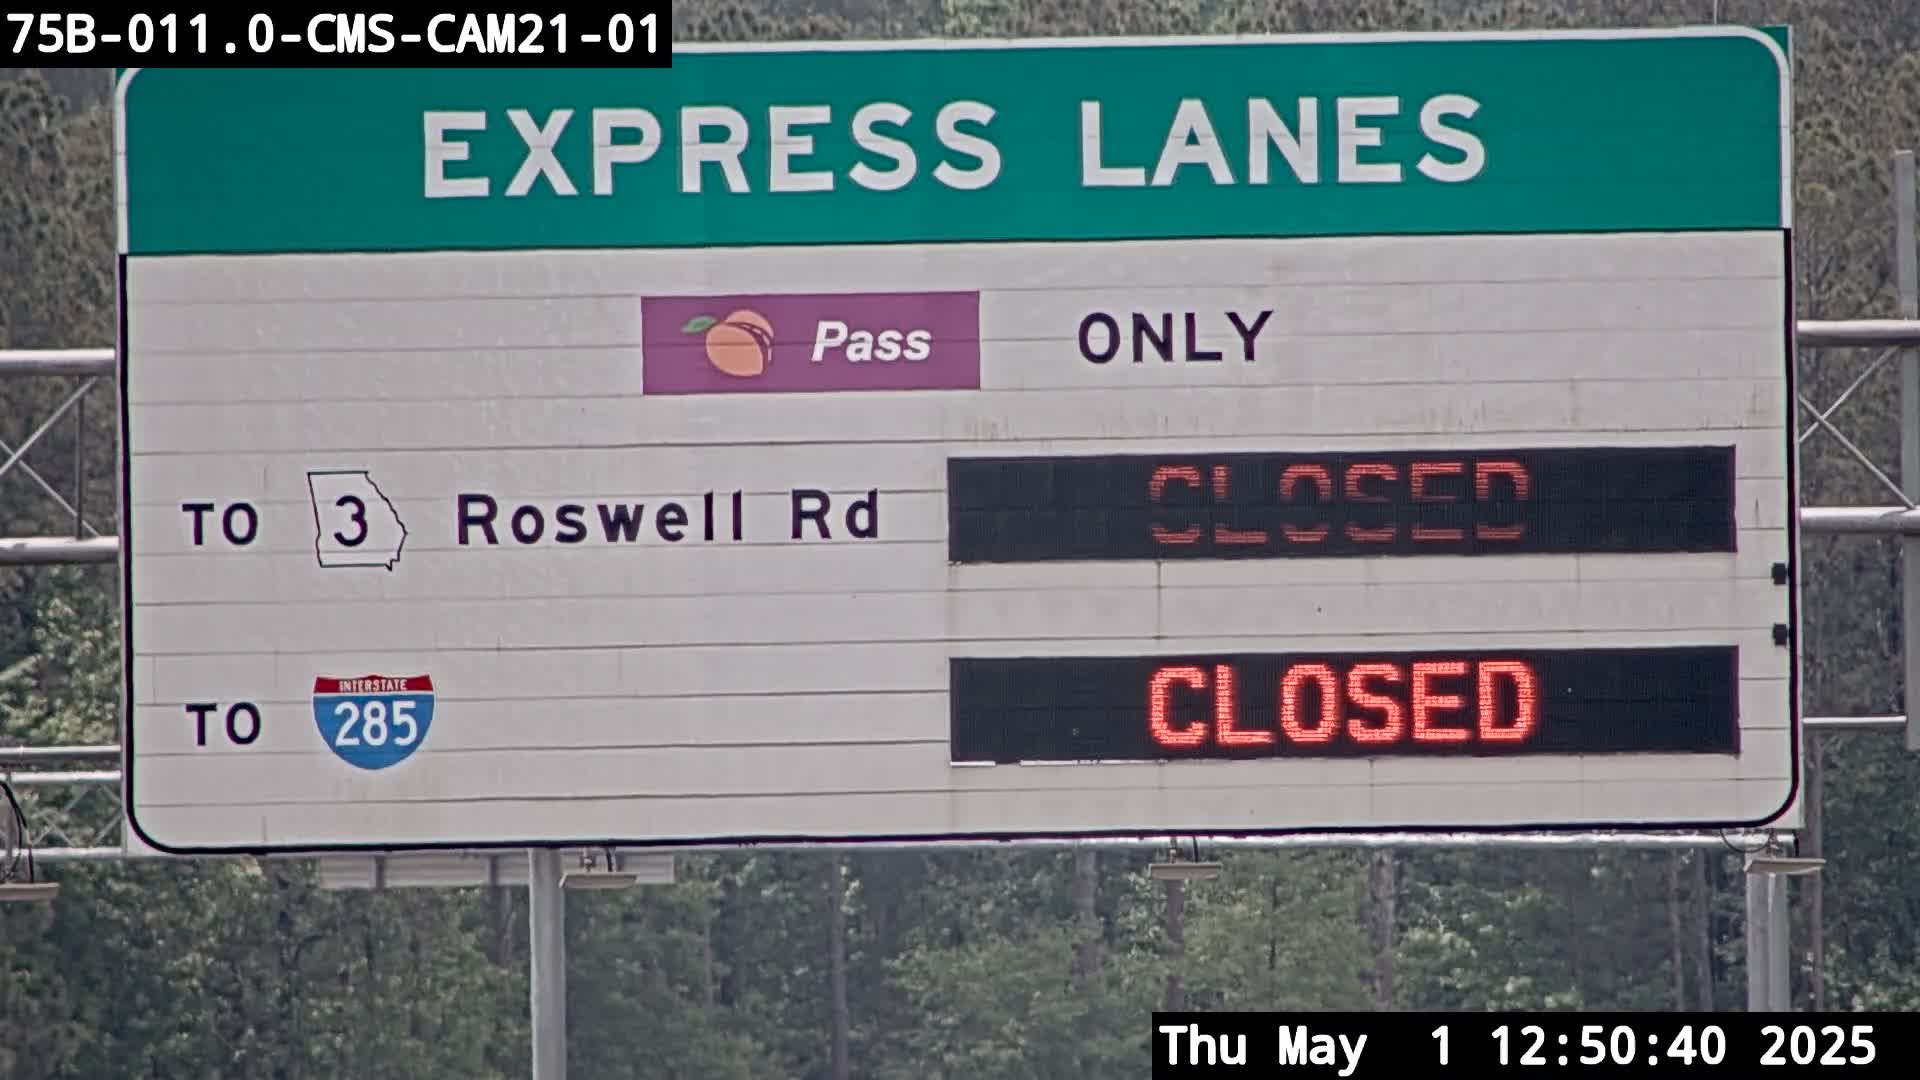 75B-011.0-CMS-CAM21-01
EXPRESS LANES
Pass ONLY
TO 3 Roswell Rd CLOSED
INTERSTATE
TO 285 CLOSED
Thu May 1 12:50:40 2025